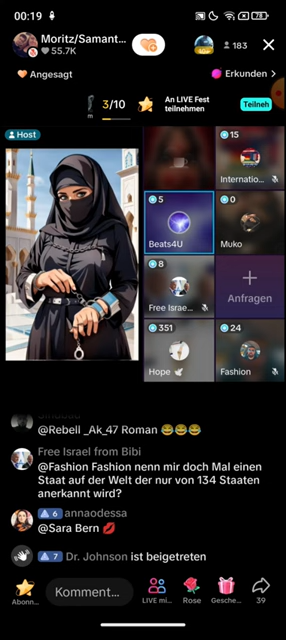 00:19
78
Moritz/Samant...
55.7K
183
Angesagt
Erkunden >
m
3/10
An LIVE Fest
teilnehmen
Teilneh
Host
15
Internatio...
5
Beats4U
0
Muko
8
Free Israe...
+
Anfragen
351
Hope
24
Fashion
@Rebell _Ak_47 Roman 😂😂😂
Free Israel from Bibi
@Fashion Fashion nenn mir doch Mal einen
Staat auf der Welt der nur von 134 Staaten
anerkannt wird?
6 annaodessa
@Sara Bern 💋
7 Dr. Johnson ist beigetreten
Abonn...
Komment...
LIVE mi...
Rose
Gesche...
39